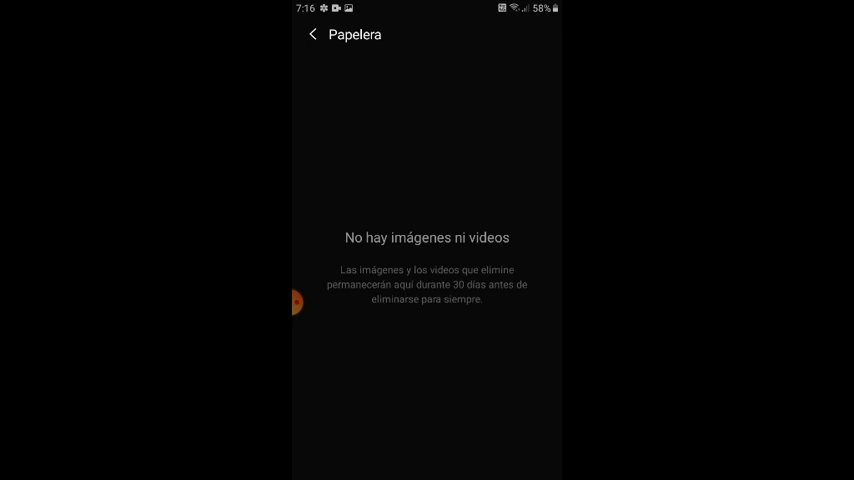 7:16 58%
Papelera
No hay imágenes ni videos
Las imágenes y los videos que elimine
permanecerán aquí durante 30 días antes de
eliminarse para siempre.